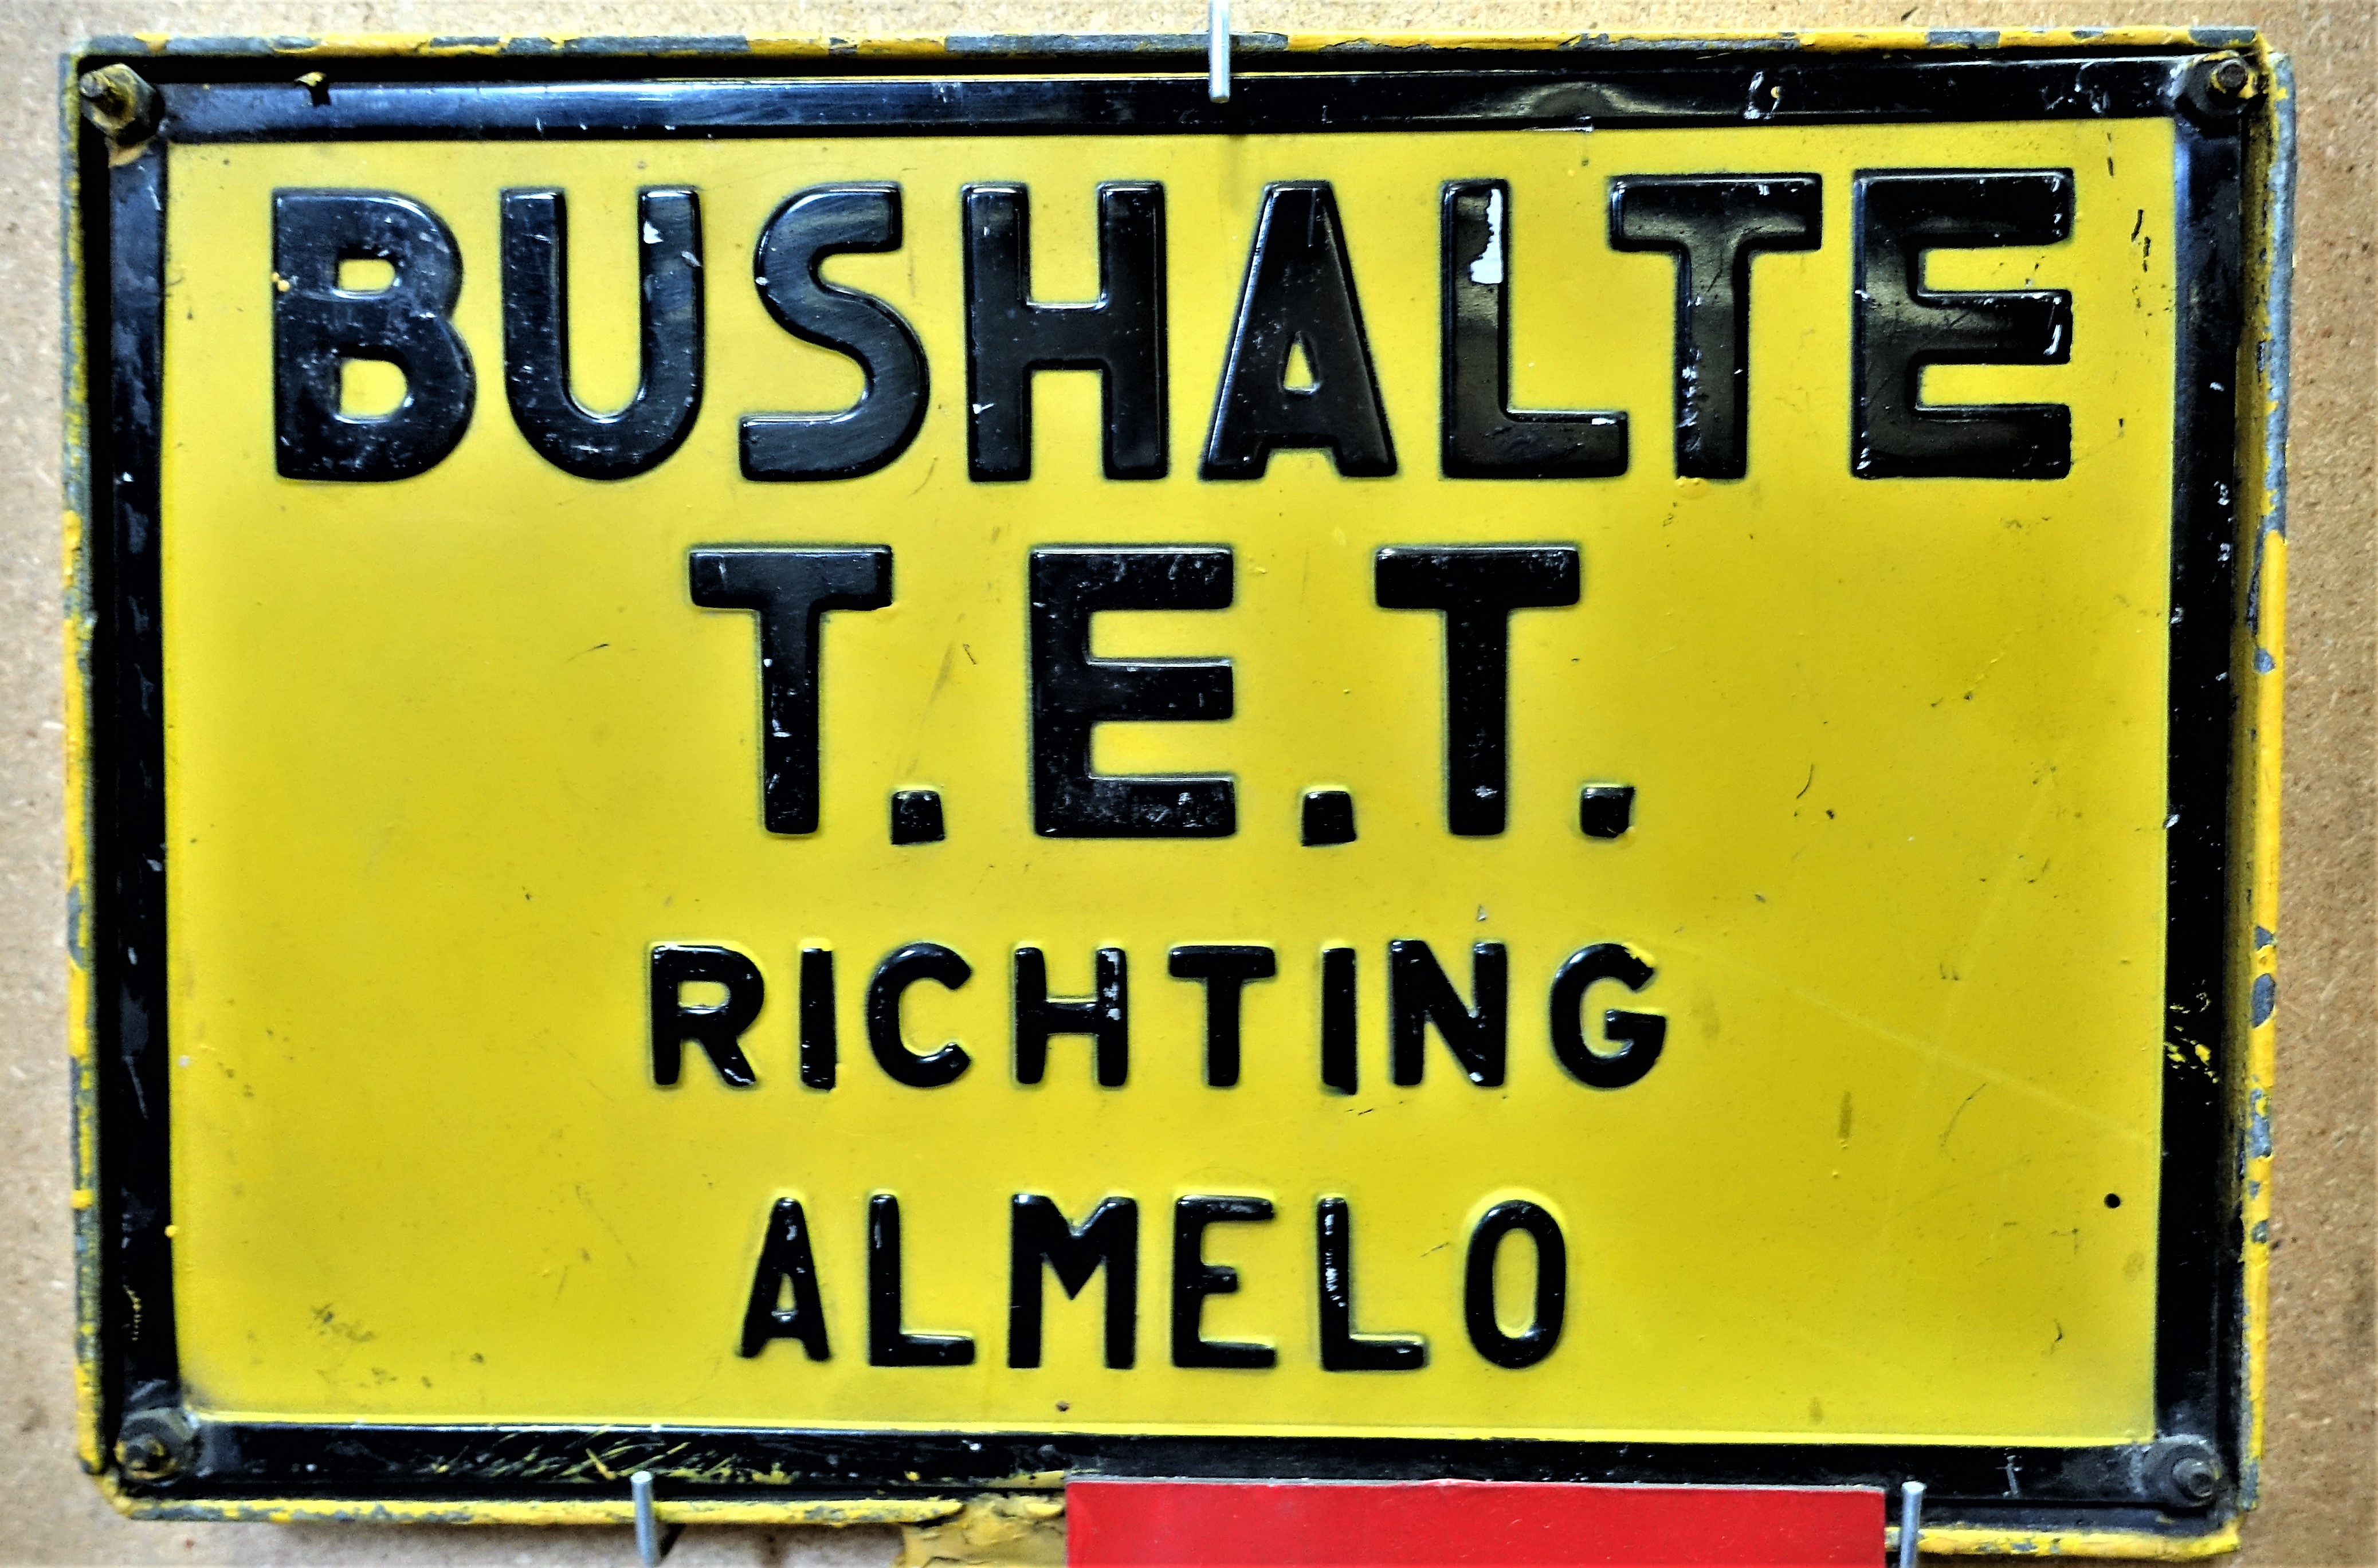 BUSHALTE
T.E.T.
RICHTING
ALMELO